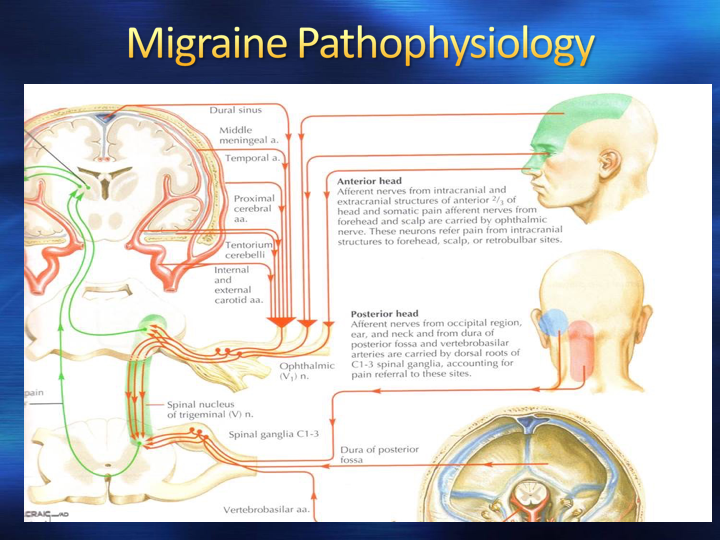 Migraine Pathophysiology
Dural sinus
Middle
meningeal a.
Temporal a.
Proximal
cerebral
aa.
Tentorium
cerebelli
Internal
and
external
carotid aa.
Anterior head
Afferent nerves from intracranial and
extracranial structures of anterior 2/3 of
head and somatic pain afferent nerves from
forehead and scalp are carried by ophthalmic
nerve. These neurons refer pain from intracranial
structures to forehead, scalp, or retrobulbar sites.
Posterior head
Afferent nerves from occipital region,
ear, and neck and from dura of
posterior fossa and vertebrobasilar
arteries are carried by dorsal roots of
C1-3 spinal ganglia, accounting for
pain referral to these sites.
Ophthalmic
(V1) n.
pain
Spinal nucleus
of trigeminal (V) n.
Spinal ganglia C1-3
Dura of posterior
fossa
Vertebrobasilar aa.
CRAIG